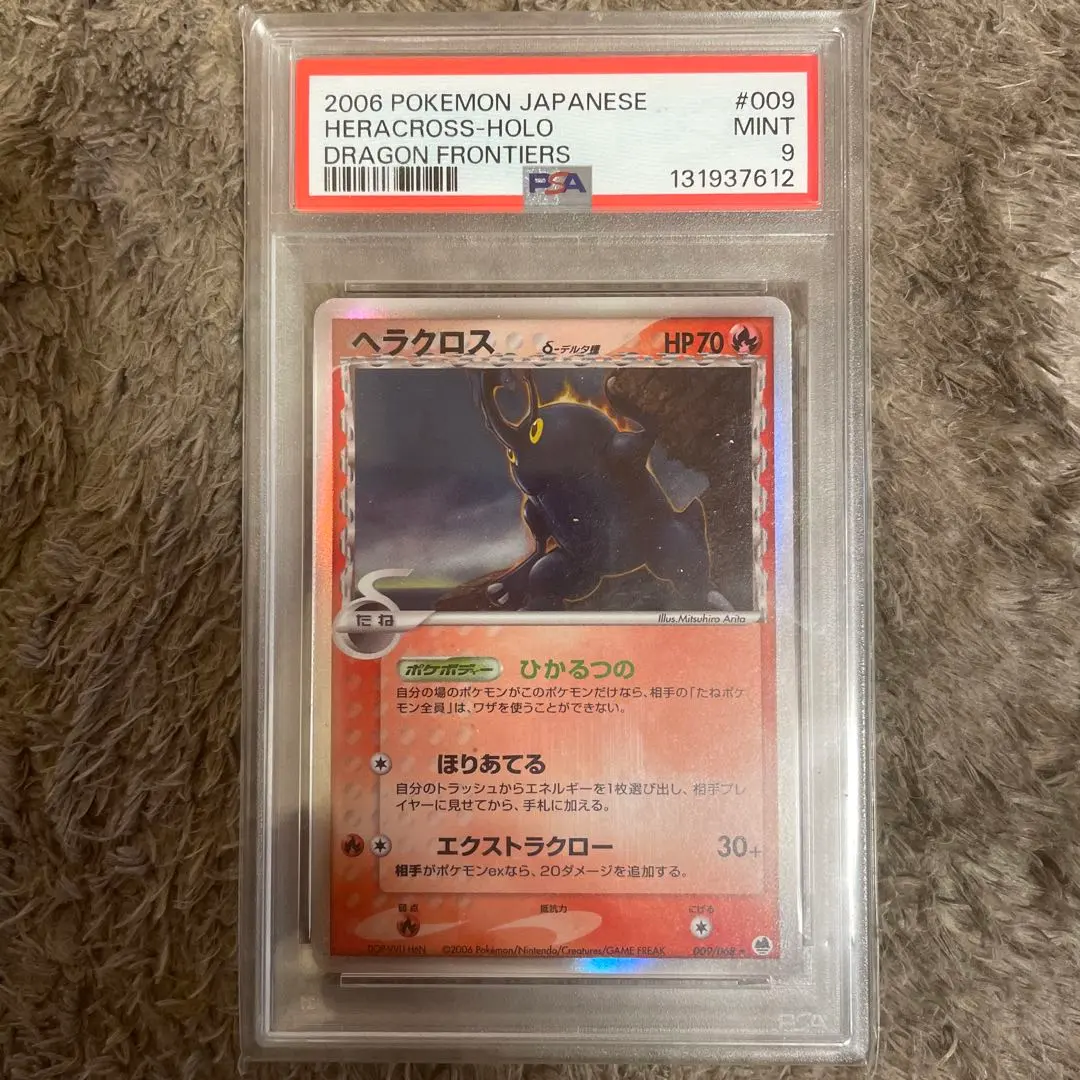 2006 POKEMON JAPANESE #009
HERACROSS-HOLO MINT
DRAGON FRONTIERS 9
PSA 131937612
ヘラクロス δ-デルタ種 HP70
たね
Illus.Mitsuhiro Arita
ポケボディー ひかるつの
自分の場のポケモンがこのポケモンだけなら、相手の「たねポケ
モン全員」は、ワザを使うことができない。
ほりあてる
自分のトラッシュからエネルギーを1枚選び出し、相手プレ
イヤーに見せてから、手札に加える。
エクストラクロー 30+
相手がポケモンexなら、20ダメージを追加する。
弱点 抵抗力 にげる
©2006 Pokémon/Nintendo/Creatures/GAME FREAK 009/068
PSA